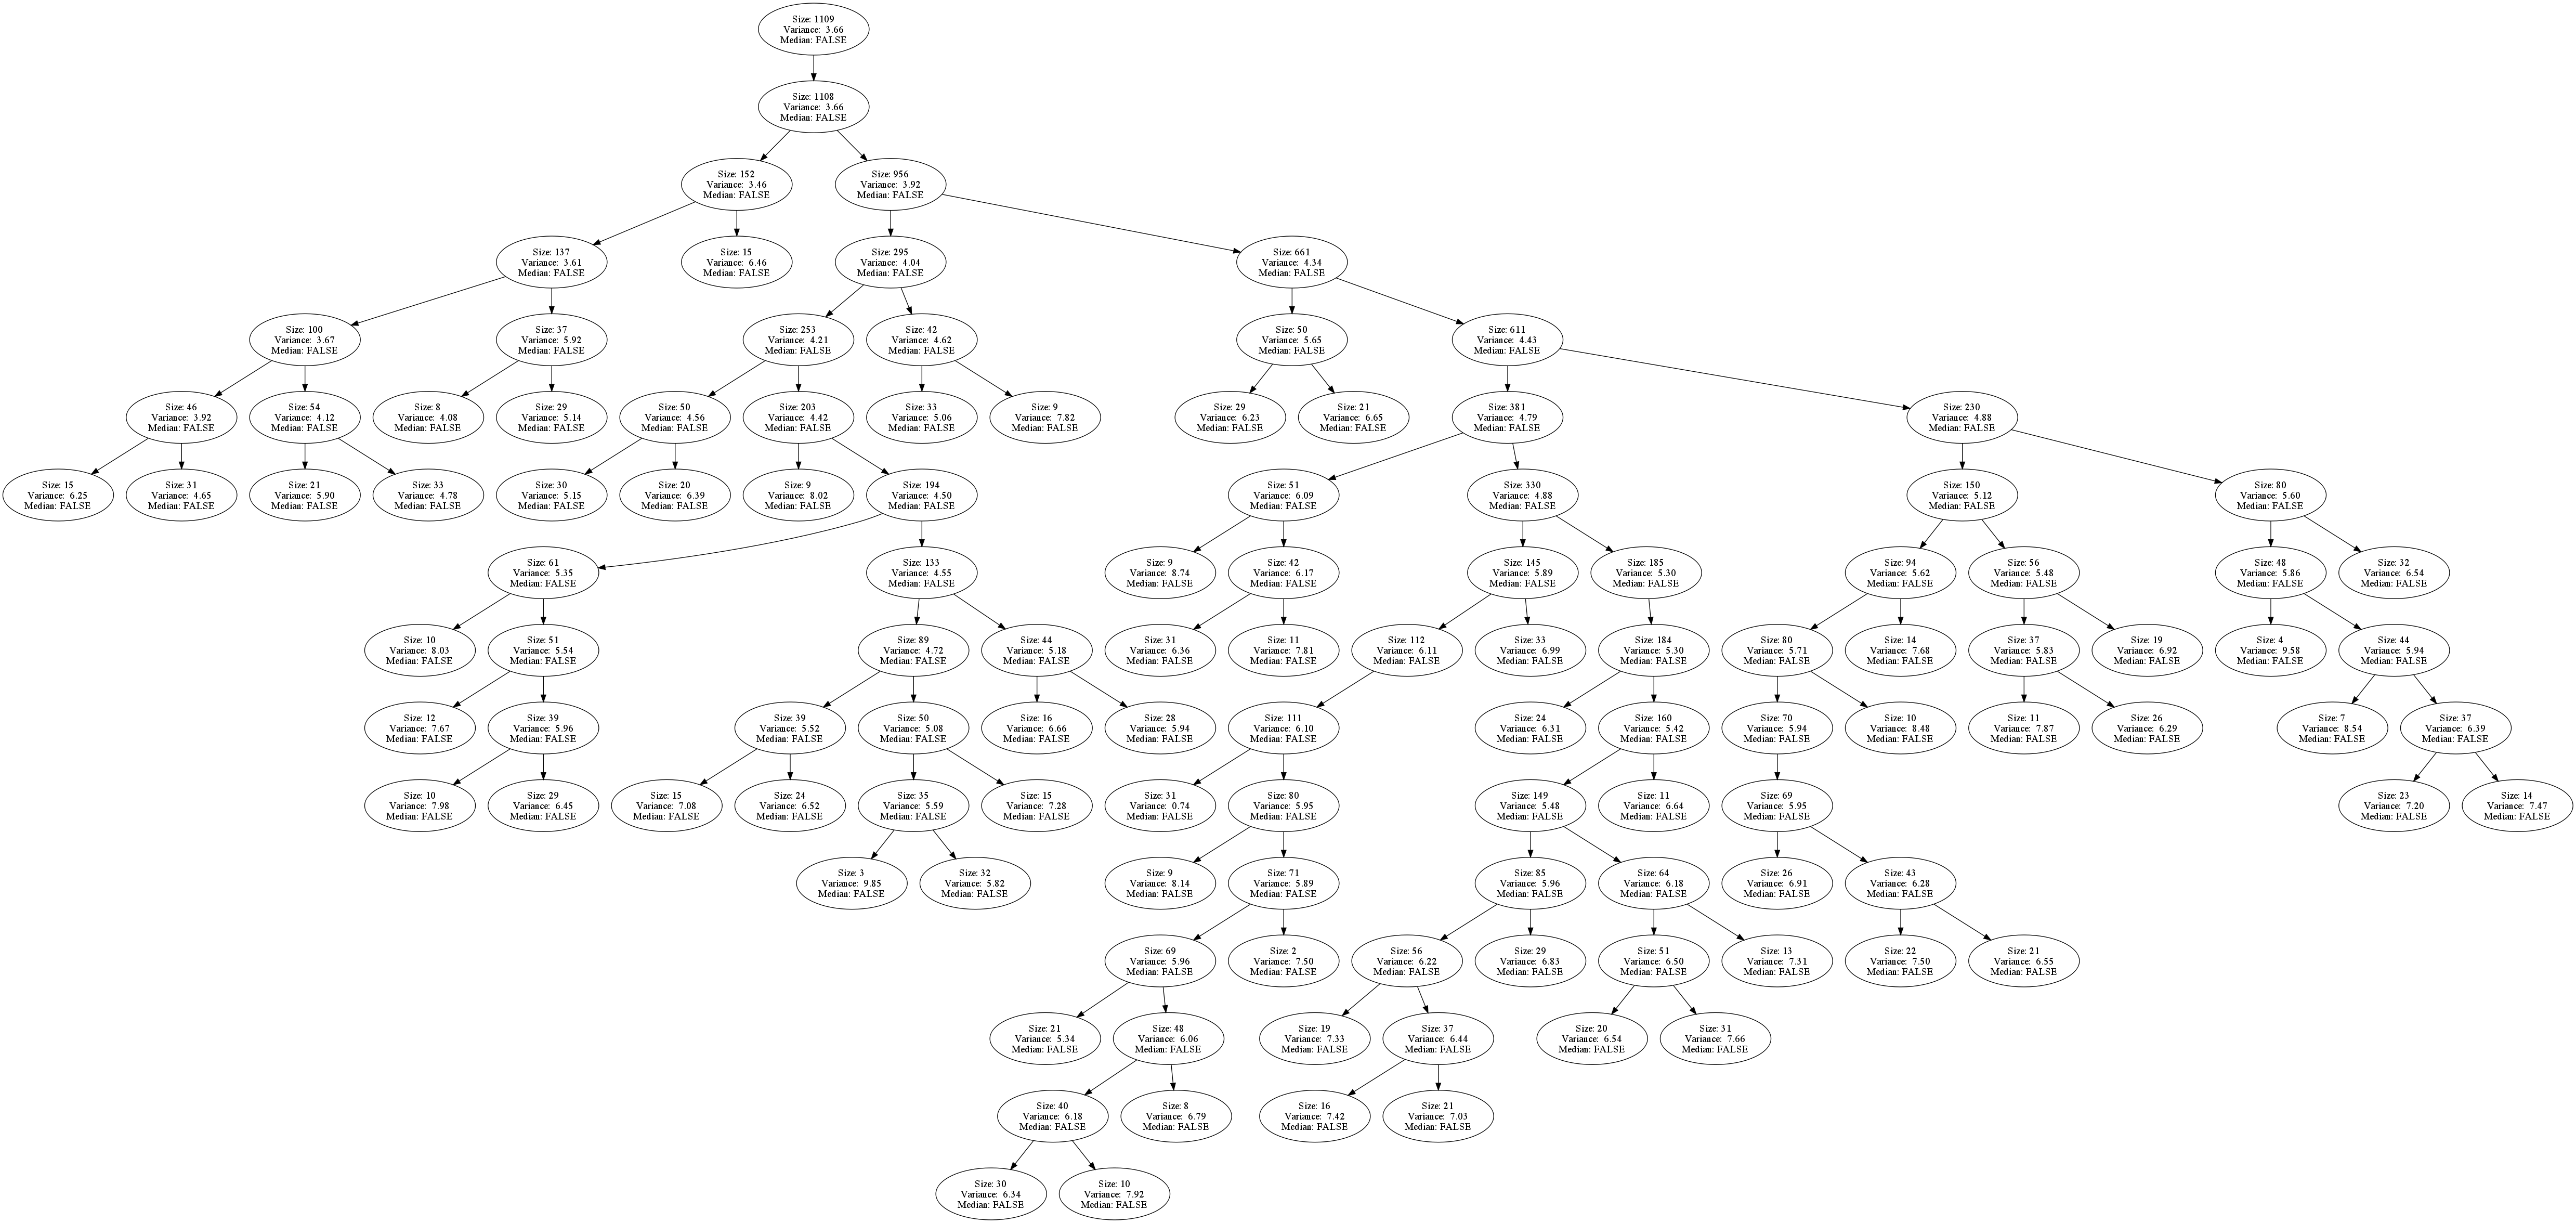 Size: 1109
Variance: 3.66
Median: FALSE
Size: 1108
Variance: 3.66
Median: FALSE
Size: 152
Variance: 3.46
Median: FALSE
Size: 956
Variance: 3.92
Median: FALSE
Size: 137
Variance: 3.61
Median: FALSE
Size: 15
Variance: 6.46
Median: FALSE
Size: 295
Variance: 4.04
Median: FALSE
Size: 661
Variance: 4.34
Median: FALSE
Size: 100
Variance: 3.67
Median: FALSE
Size: 37
Variance: 5.92
Median: FALSE
Size: 253
Variance: 4.21
Median: FALSE
Size: 42
Variance: 4.62
Median: FALSE
Size: 50
Variance: 5.65
Median: FALSE
Size: 611
Variance: 4.43
Median: FALSE
Size: 46
Variance: 3.92
Median: FALSE
Size: 54
Variance: 4.12
Median: FALSE
Size: 8
Variance: 4.08
Median: FALSE
Size: 29
Variance: 5.14
Median: FALSE
Size: 50
Variance: 4.56
Median: FALSE
Size: 203
Variance: 4.42
Median: FALSE
Size: 33
Variance: 5.06
Median: FALSE
Size: 9
Variance: 7.82
Median: FALSE
Size: 29
Variance: 6.23
Median: FALSE
Size: 21
Variance: 6.65
Median: FALSE
Size: 381
Variance: 4.79
Median: FALSE
Size: 230
Variance: 4.88
Median: FALSE
Size: 15
Variance: 6.25
Median: FALSE
Size: 31
Variance: 4.65
Median: FALSE
Size: 21
Variance: 5.90
Median: FALSE
Size: 33
Variance: 4.78
Median: FALSE
Size: 30
Variance: 5.15
Median: FALSE
Size: 20
Variance: 6.39
Median: FALSE
Size: 9
Variance: 8.02
Median: FALSE
Size: 194
Variance: 4.50
Median: FALSE
Size: 51
Variance: 6.09
Median: FALSE
Size: 330
Variance: 4.88
Median: FALSE
Size: 150
Variance: 5.12
Median: FALSE
Size: 80
Variance: 5.60
Median: FALSE
Size: 61
Variance: 5.35
Median: FALSE
Size: 133
Variance: 4.55
Median: FALSE
Size: 9
Variance: 8.74
Median: FALSE
Size: 42
Variance: 6.17
Median: FALSE
Size: 145
Variance: 5.89
Median: FALSE
Size: 185
Variance: 5.30
Median: FALSE
Size: 94
Variance: 5.62
Median: FALSE
Size: 56
Variance: 5.48
Median: FALSE
Size: 48
Variance: 5.86
Median: FALSE
Size: 32
Variance: 6.54
Median: FALSE
Size: 10
Variance: 8.03
Median: FALSE
Size: 51
Variance: 5.54
Median: FALSE
Size: 89
Variance: 4.72
Median: FALSE
Size: 44
Variance: 5.18
Median: FALSE
Size: 31
Variance: 6.36
Median: FALSE
Size: 11
Variance: 7.81
Median: FALSE
Size: 112
Variance: 6.11
Median: FALSE
Size: 33
Variance: 6.99
Median: FALSE
Size: 184
Variance: 5.30
Median: FALSE
Size: 80
Variance: 5.71
Median: FALSE
Size: 14
Variance: 7.68
Median: FALSE
Size: 37
Variance: 5.83
Median: FALSE
Size: 19
Variance: 6.92
Median: FALSE
Size: 4
Variance: 9.58
Median: FALSE
Size: 44
Variance: 5.94
Median: FALSE
Size: 12
Variance: 7.67
Median: FALSE
Size: 39
Variance: 5.96
Median: FALSE
Size: 39
Variance: 5.52
Median: FALSE
Size: 50
Variance: 5.08
Median: FALSE
Size: 16
Variance: 6.66
Median: FALSE
Size: 28
Variance: 5.94
Median: FALSE
Size: 111
Variance: 6.10
Median: FALSE
Size: 24
Variance: 6.31
Median: FALSE
Size: 160
Variance: 5.42
Median: FALSE
Size: 70
Variance: 5.94
Median: FALSE
Size: 10
Variance: 8.48
Median: FALSE
Size: 11
Variance: 7.87
Median: FALSE
Size: 26
Variance: 6.29
Median: FALSE
Size: 7
Variance: 8.54
Median: FALSE
Size: 37
Variance: 6.39
Median: FALSE
Size: 10
Variance: 7.98
Median: FALSE
Size: 29
Variance: 6.45
Median: FALSE
Size: 15
Variance: 7.08
Median: FALSE
Size: 24
Variance: 6.52
Median: FALSE
Size: 35
Variance: 5.59
Median: FALSE
Size: 15
Variance: 7.28
Median: FALSE
Size: 31
Variance: 0.74
Median: FALSE
Size: 80
Variance: 5.95
Median: FALSE
Size: 149
Variance: 5.48
Median: FALSE
Size: 11
Variance: 6.64
Median: FALSE
Size: 69
Variance: 5.95
Median: FALSE
Size: 23
Variance: 7.20
Median: FALSE
Size: 14
Variance: 7.47
Median: FALSE
Size: 3
Variance: 9.85
Median: FALSE
Size: 32
Variance: 5.82
Median: FALSE
Size: 9
Variance: 8.14
Median: FALSE
Size: 71
Variance: 5.89
Median: FALSE
Size: 85
Variance: 5.96
Median: FALSE
Size: 64
Variance: 6.18
Median: FALSE
Size: 26
Variance: 6.91
Median: FALSE
Size: 43
Variance: 6.28
Median: FALSE
Size: 69
Variance: 5.96
Median: FALSE
Size: 2
Variance: 7.50
Median: FALSE
Size: 56
Variance: 6.22
Median: FALSE
Size: 29
Variance: 6.83
Median: FALSE
Size: 51
Variance: 6.50
Median: FALSE
Size: 13
Variance: 7.31
Median: FALSE
Size: 22
Variance: 7.50
Median: FALSE
Size: 21
Variance: 6.55
Median: FALSE
Size: 21
Variance: 5.34
Median: FALSE
Size: 48
Variance: 6.06
Median: FALSE
Size: 19
Variance: 7.33
Median: FALSE
Size: 37
Variance: 6.44
Median: FALSE
Size: 20
Variance: 6.54
Median: FALSE
Size: 31
Variance: 7.66
Median: FALSE
Size: 40
Variance: 6.18
Median: FALSE
Size: 8
Variance: 6.79
Median: FALSE
Size: 16
Variance: 7.42
Median: FALSE
Size: 21
Variance: 7.03
Median: FALSE
Size: 30
Variance: 6.34
Median: FALSE
Size: 10
Variance: 7.92
Median: FALSE